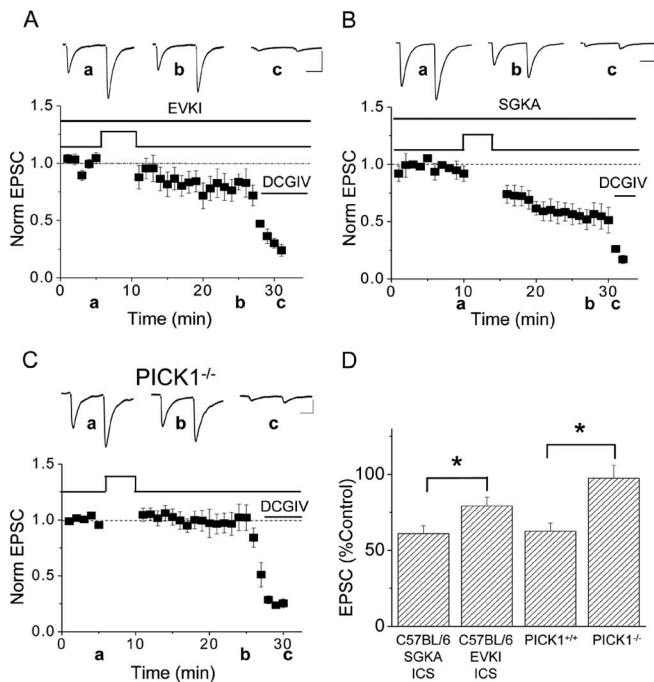 A
a b c
EVKI
1.5
1.0
0.5
0.0
Norm EPSC
DCGIV
0 10 20 30
a b c
Time (min)
B
a b c
SGKA
1.5
1.0
0.5
0.0
Norm EPSC
DCGIV
0 10 20 30
a b c
Time (min)
C
PICK1-/-
a b c
1.5
1.0
0.5
0.0
Norm EPSC
DCGIV
0 10 20 30
a b c
Time (min)
D
* *
100
50
0
EPSC (%Control)
C57BL/6 C57BL/6 PICK1+/+ PICK1-/-
SGKA EVKI
ICS ICS